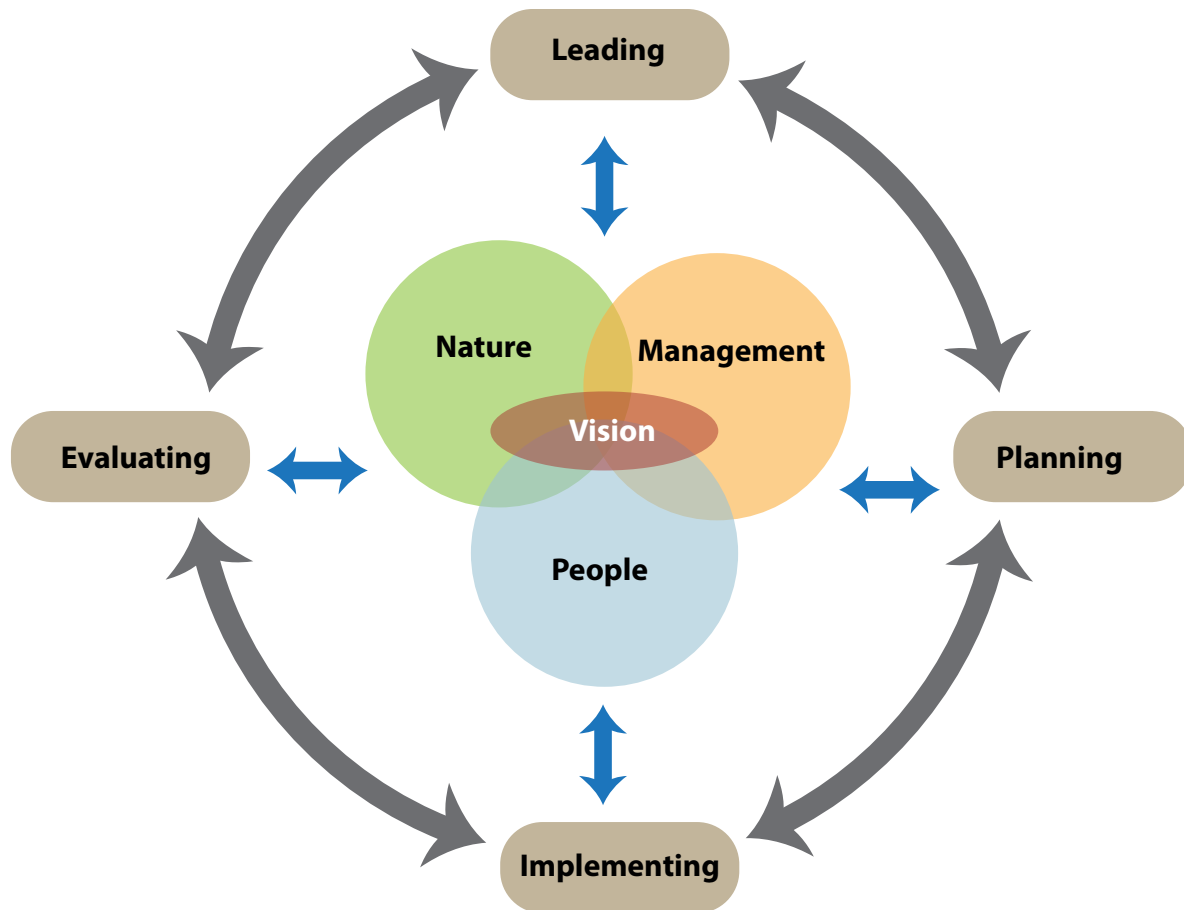 Leading
Nature
Management
Vision
Evaluating
Planning
People
Implementing